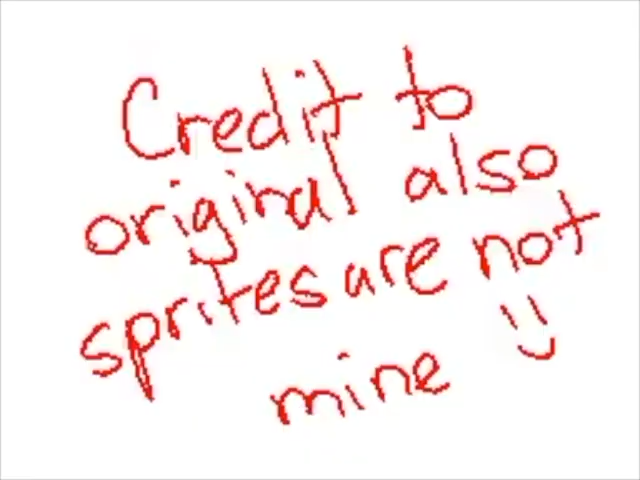 Credit to
original also
sprites are not
mine :)